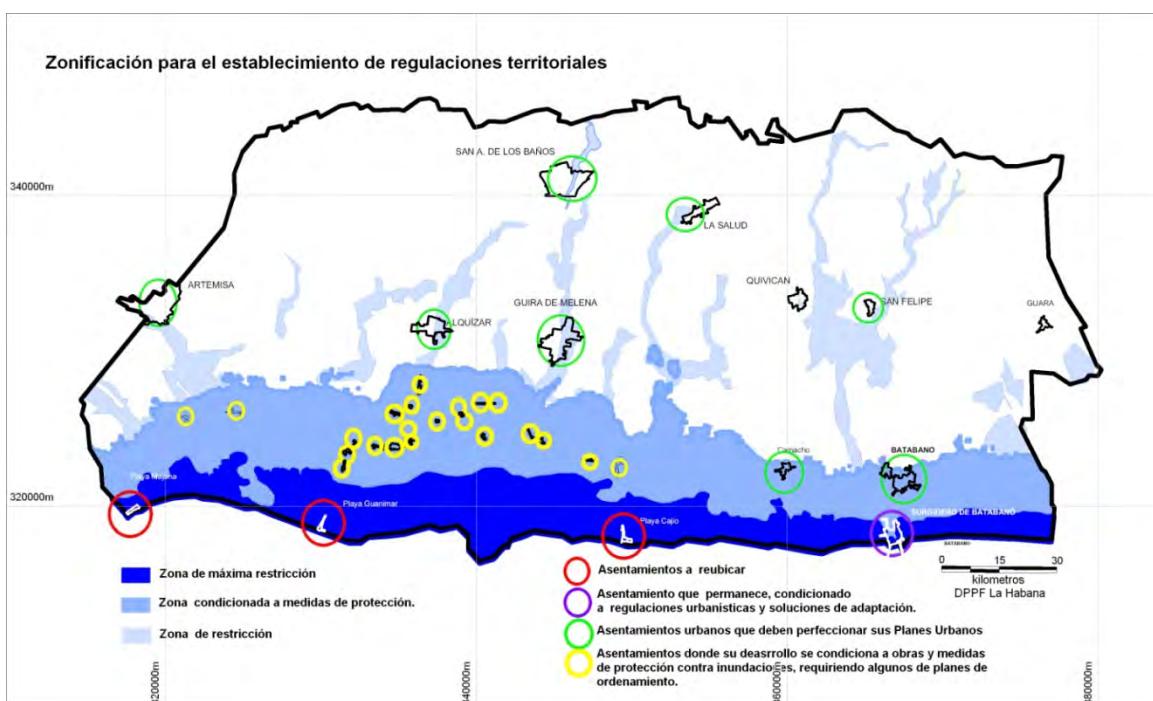 Zonificación para el establecimiento de regulaciones territoriales
SAN A. DE LOS BAÑOS
340000m
LA SALUD
ARTEMISA
QUIVICAN
GUIRA DE MELENA
SAN FELIPE
GUARA
LQUÍZAR
Camacho
BATABANO
Playa Majana
320000m
Playa Guanimar
Playa Cajio
SURGIDERO DE BATABANÓ
BATABANO
0 15 30
kilometros
DPPF La Habana
Zona de máxima restricción
Zona condicionada a medidas de protección.
Zona de restricción
Asentamientos a reubicar
Asentamiento que permanece, condicionado
a regulaciones urbanisticas y soluciones de adaptación.
Asentamientos urbanos que deben perfeccionar sus Planes Urbanos
Asentamientos donde su deasrrollo se condiciona a obras y medidas
de protección contra inundaciones, requiriendo algunos de planes de
ordenamiento.
320000m
340000m
360000m
380000m